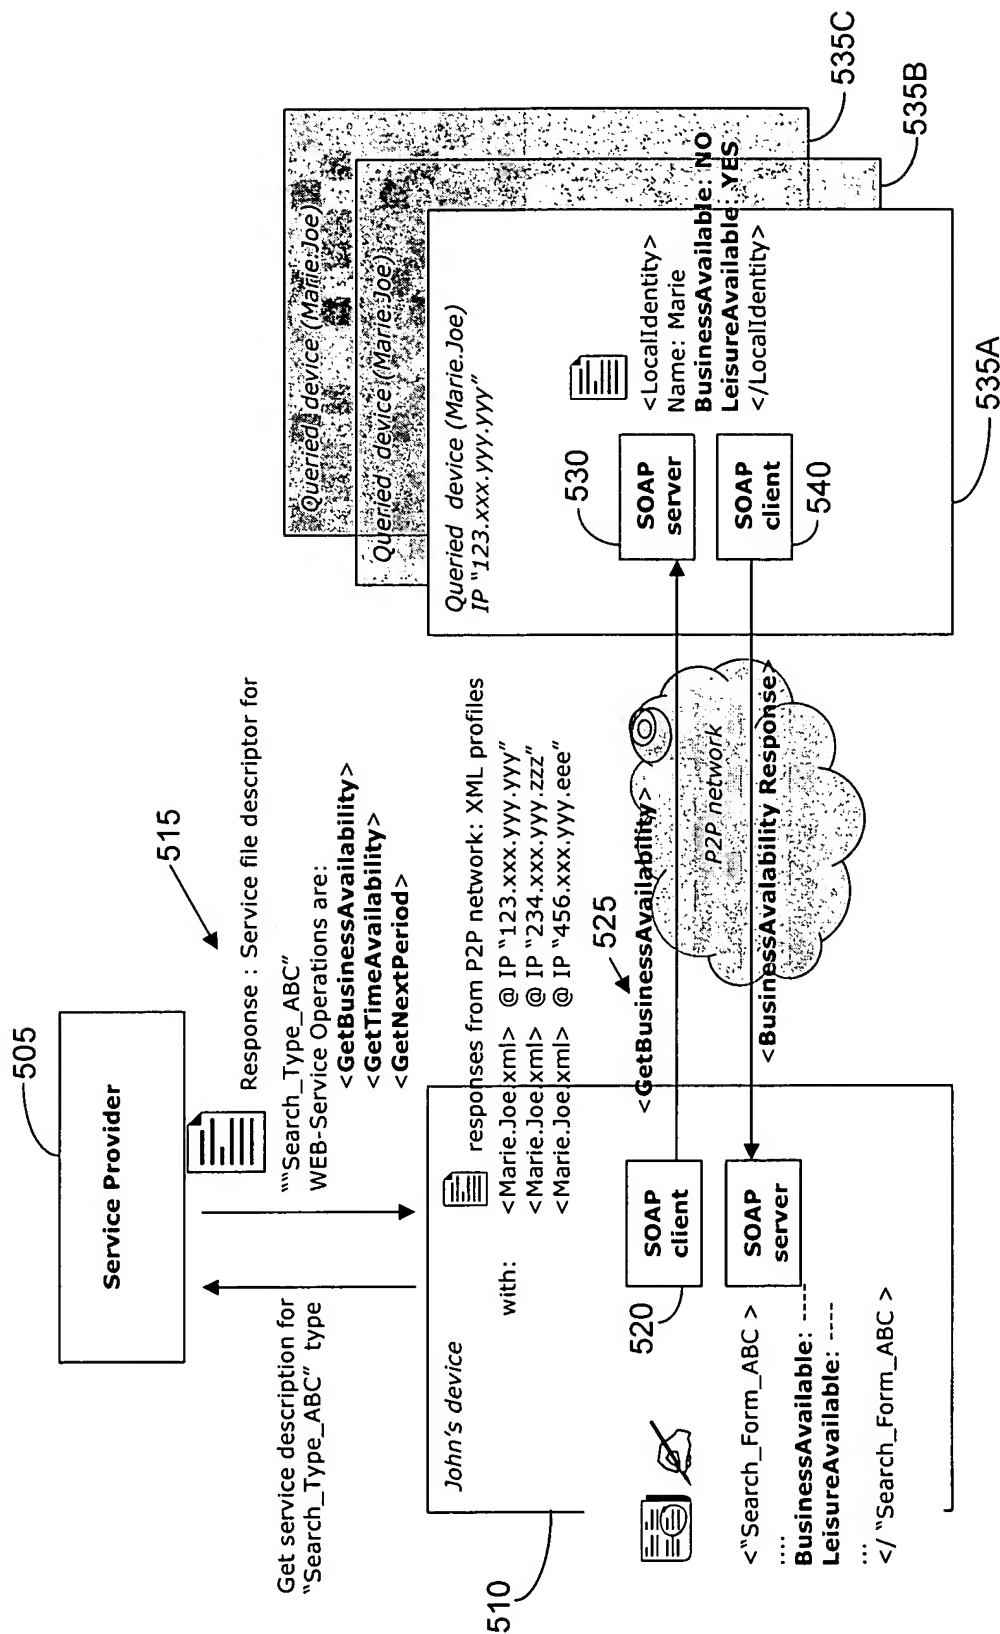 505
Service Provider
515
Get service description for
"Search_Type_ABC" type
Response : Service file descriptor for
""Search_Type_ABC"
WEB-Service Operations are:
<GetBusinessAvailability>
<GetTimeAvailability>
<GetNextPeriod>
510
John's device
with:
responses from P2P network: XML profiles
<Marie.Joe.xml> @ IP "123.xxx.yyy.yyy"
<Marie.Joe.xml> @ IP "234.xxx.yyy.zzz"
<Marie.Joe.xml> @ IP "456.xxx.yyy.eee"
520
SOAP
client
SOAP
server
<"Search_Form_ABC >
....
BusinessAvailable: ----
LeisureAvailable: ----
...
</ "Search_Form_ABC >
525
<GetBusinessAvailability>
P2P network
<BusinessAvalability Response>
Queried device (Marie.Joe)
Queried device (Marie.Joe)
Queried device (Marie.Joe)
IP "123.xxx.yyy.yyy"
530
SOAP
server
SOAP
client
540
<LocalIdentity>
Name: Marie
BusinessAvailable: NO
LeisureAvailable: YES
</LocalIdentity>
535C
535B
535A